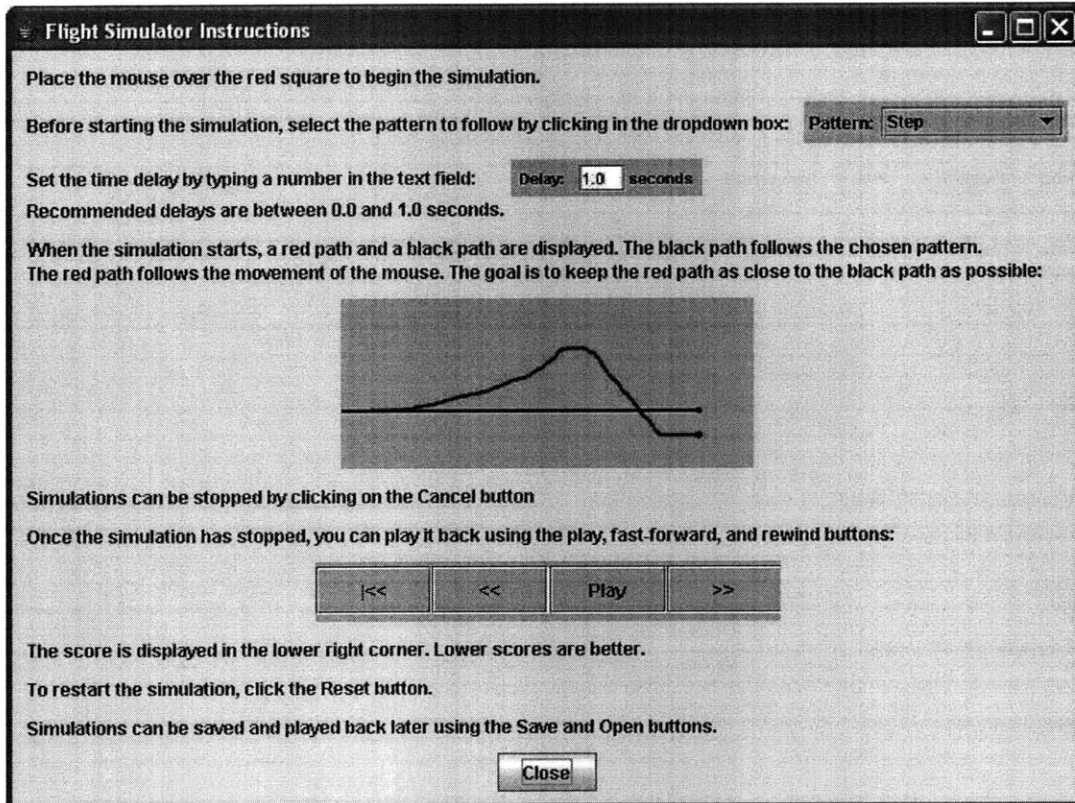 Flight Simulator Instructions
Place the mouse over the red square to begin the simulation.
Before starting the simulation, select the pattern to follow by clicking in the dropdown box: Pattern: Step
Set the time delay by typing a number in the text field: Delay: 1.0 seconds
Recommended delays are between 0.0 and 1.0 seconds.
When the simulation starts, a red path and a black path are displayed. The black path follows the chosen pattern.
The red path follows the movement of the mouse. The goal is to keep the red path as close to the black path as possible:
Simulations can be stopped by clicking on the Cancel button
Once the simulation has stopped, you can play it back using the play, fast-forward, and rewind buttons:
|<< << Play >>
The score is displayed in the lower right corner. Lower scores are better.
To restart the simulation, click the Reset button.
Simulations can be saved and played back later using the Save and Open buttons.
Close